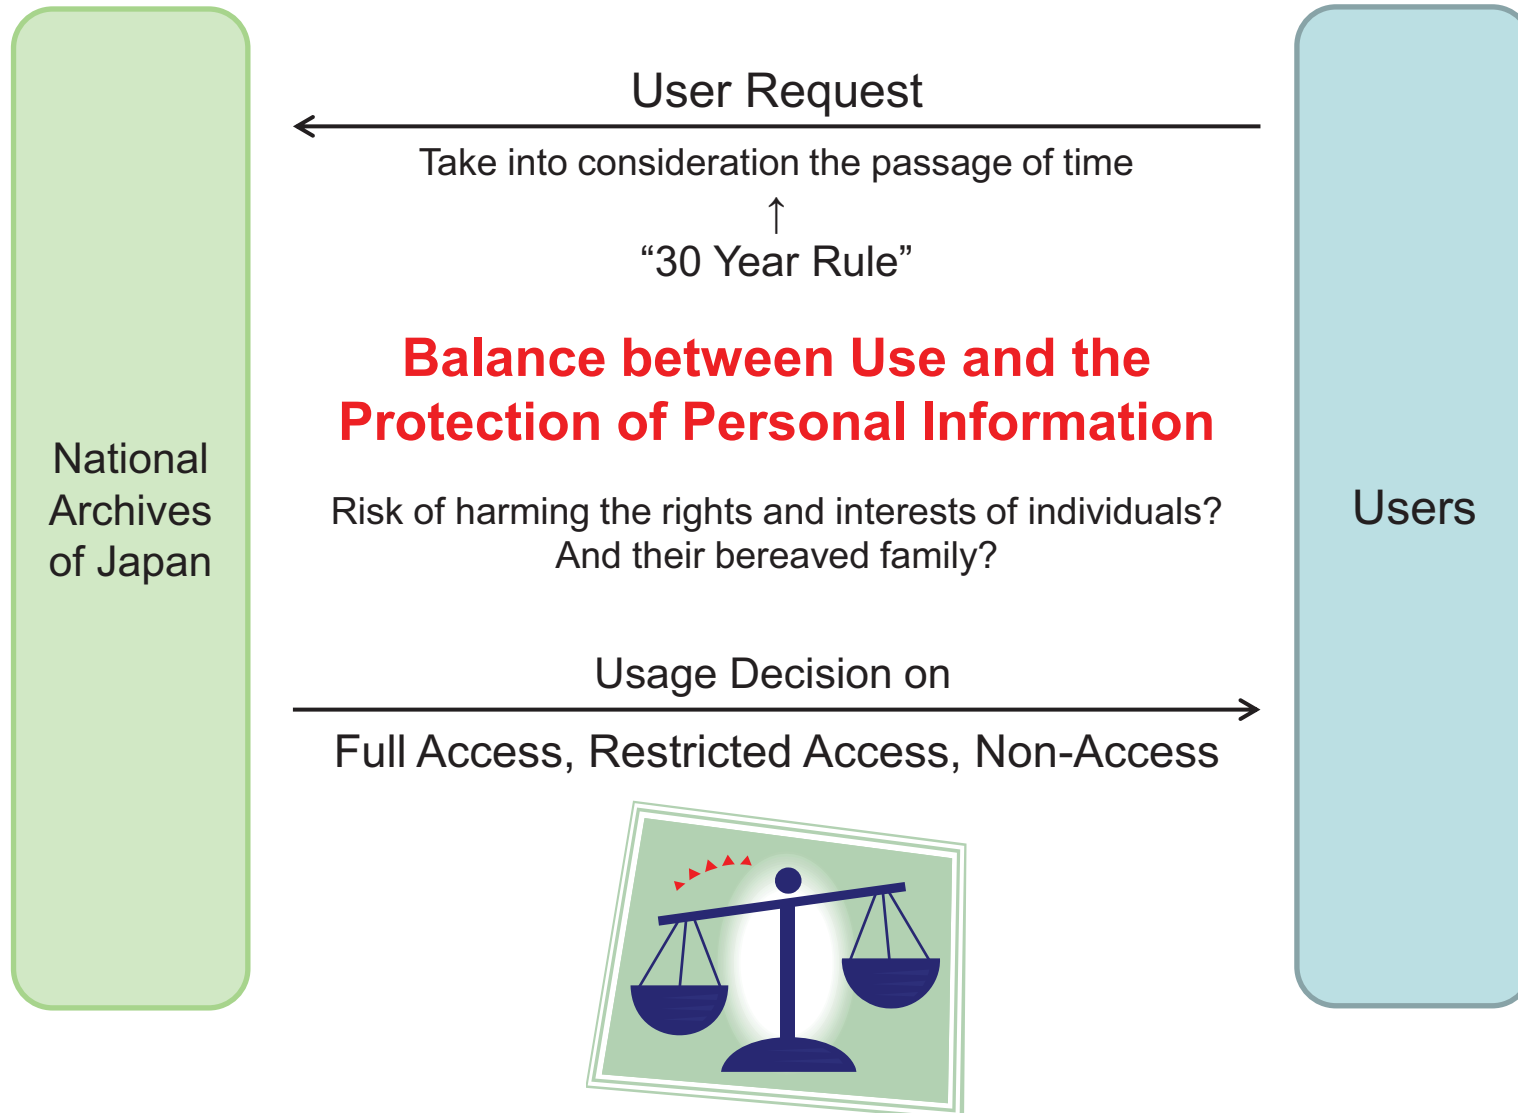 User Request
Take into consideration the passage of time
↑
“30 Year Rule”
Balance between Use and the
Protection of Personal Information
National
Archives
of Japan
Risk of harming the rights and interests of individuals?
And their bereaved family?
Users
Usage Decision on
Full Access, Restricted Access, Non-Access